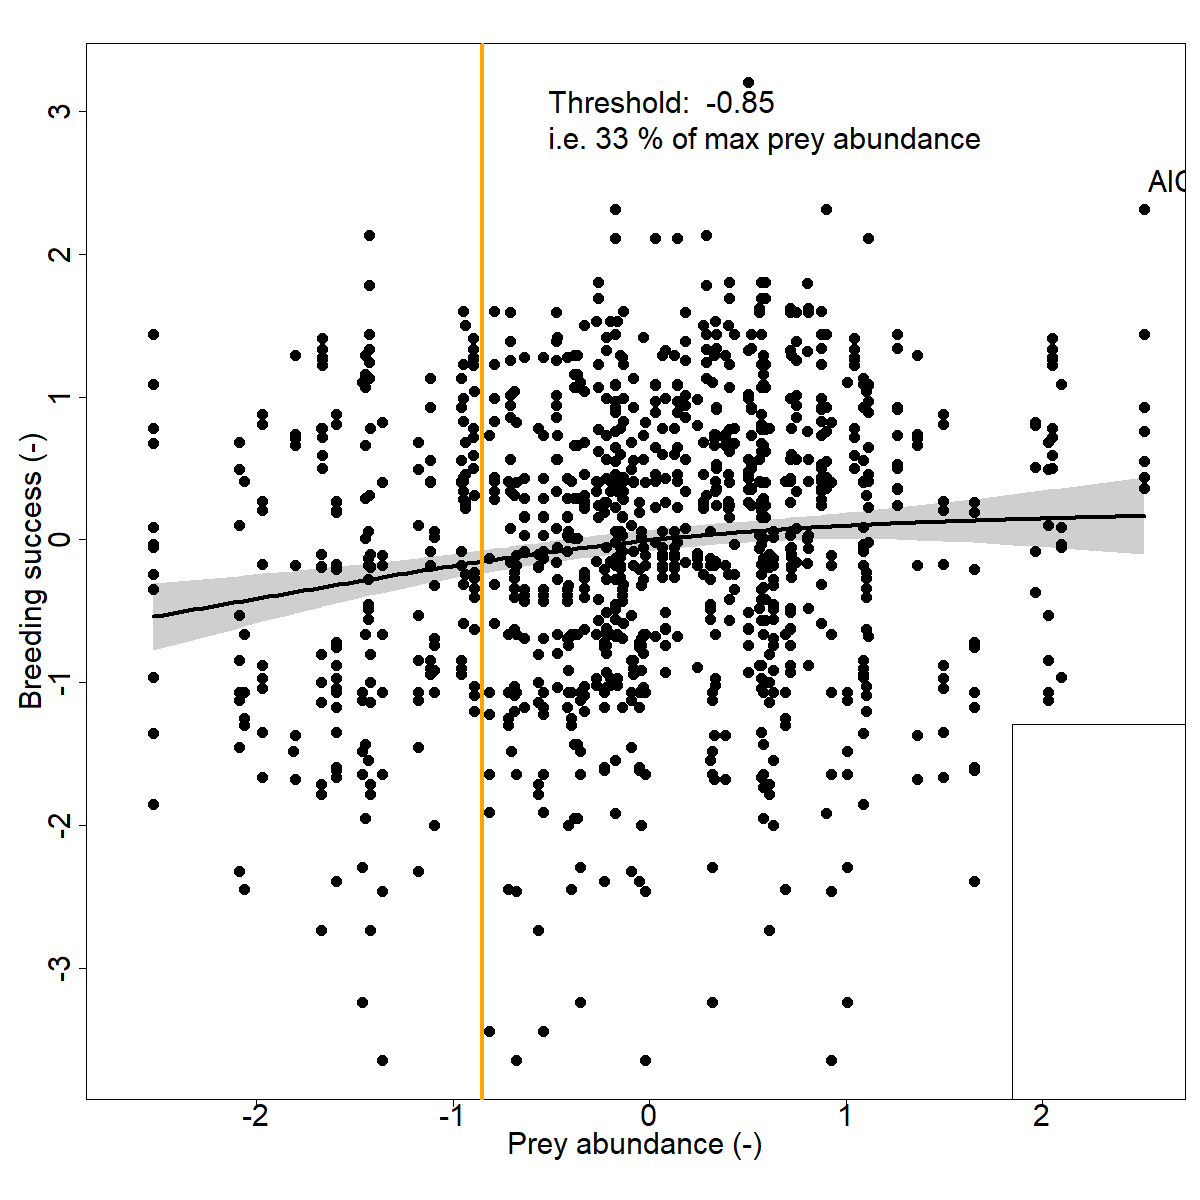 Threshold:  -0.85
i.e. 33 % of max prey abundance
3
2
1
0
-1
-2
-3
Breeding success (-)
-2 -1 0 1 2
Prey abundance (-)